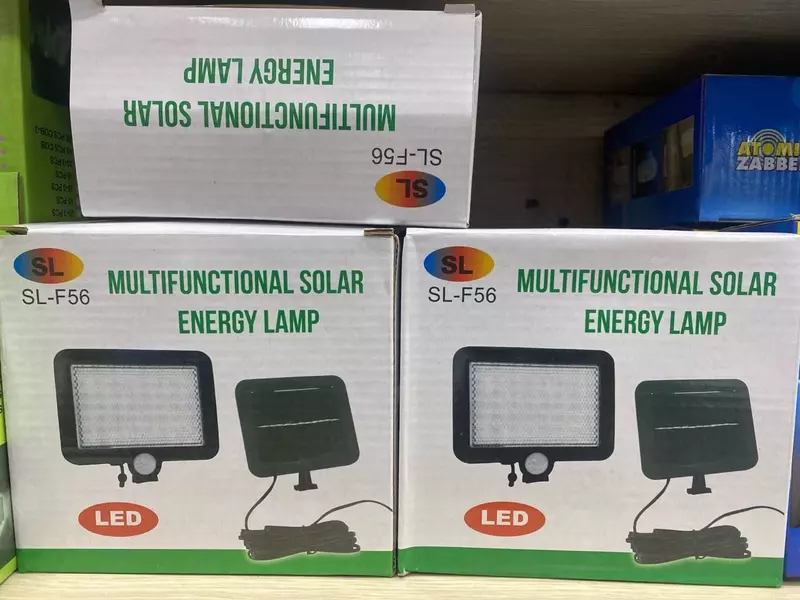 MULTIFUNCTIONAL SOLAR
ENERGY LAMP
SL-F56
SL
ATOMI
ZABBE
SL
SL-F56
MULTIFUNCTIONAL SOLAR
ENERGY LAMP
LED
SL
SL-F56
MULTIFUNCTIONAL SOLAR
ENERGY LAMP
LED